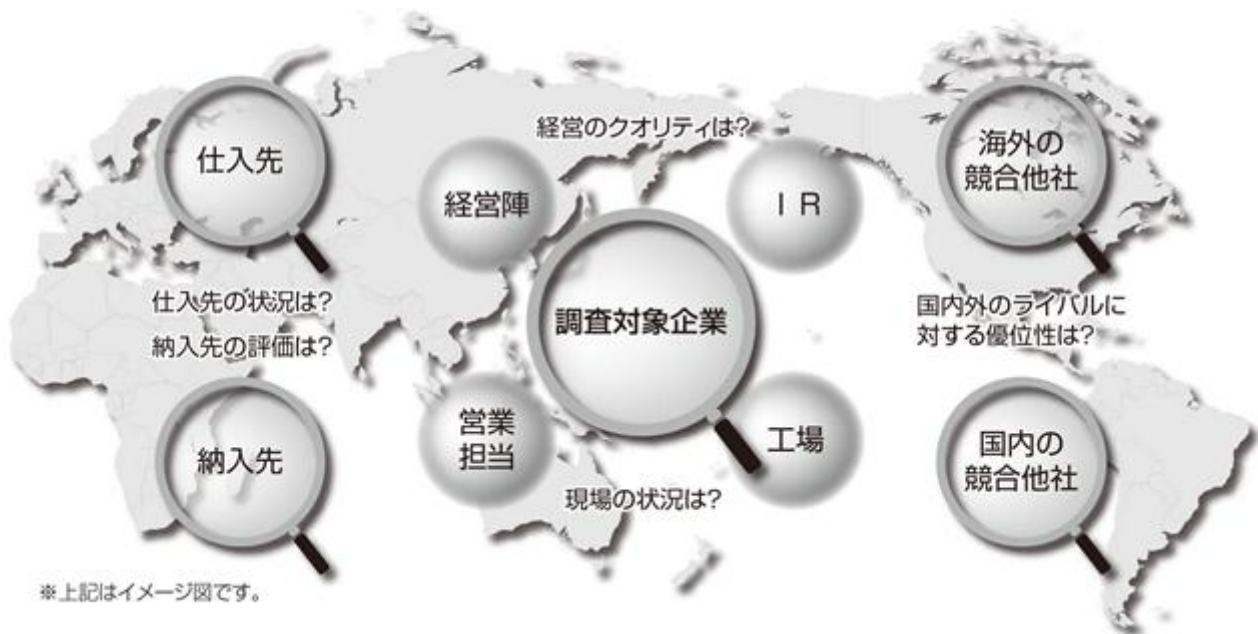 経営のクオリティは?
仕入先
経営陣
I R
海外の
競合他社
調査対象企業
仕入先の状況は?
納入先の評価は?
国内外のライバルに
対する優位性は?
納入先
営業
担当
工場
国内の
競合他社
現場の状況は?
※上記はイメージ図です。